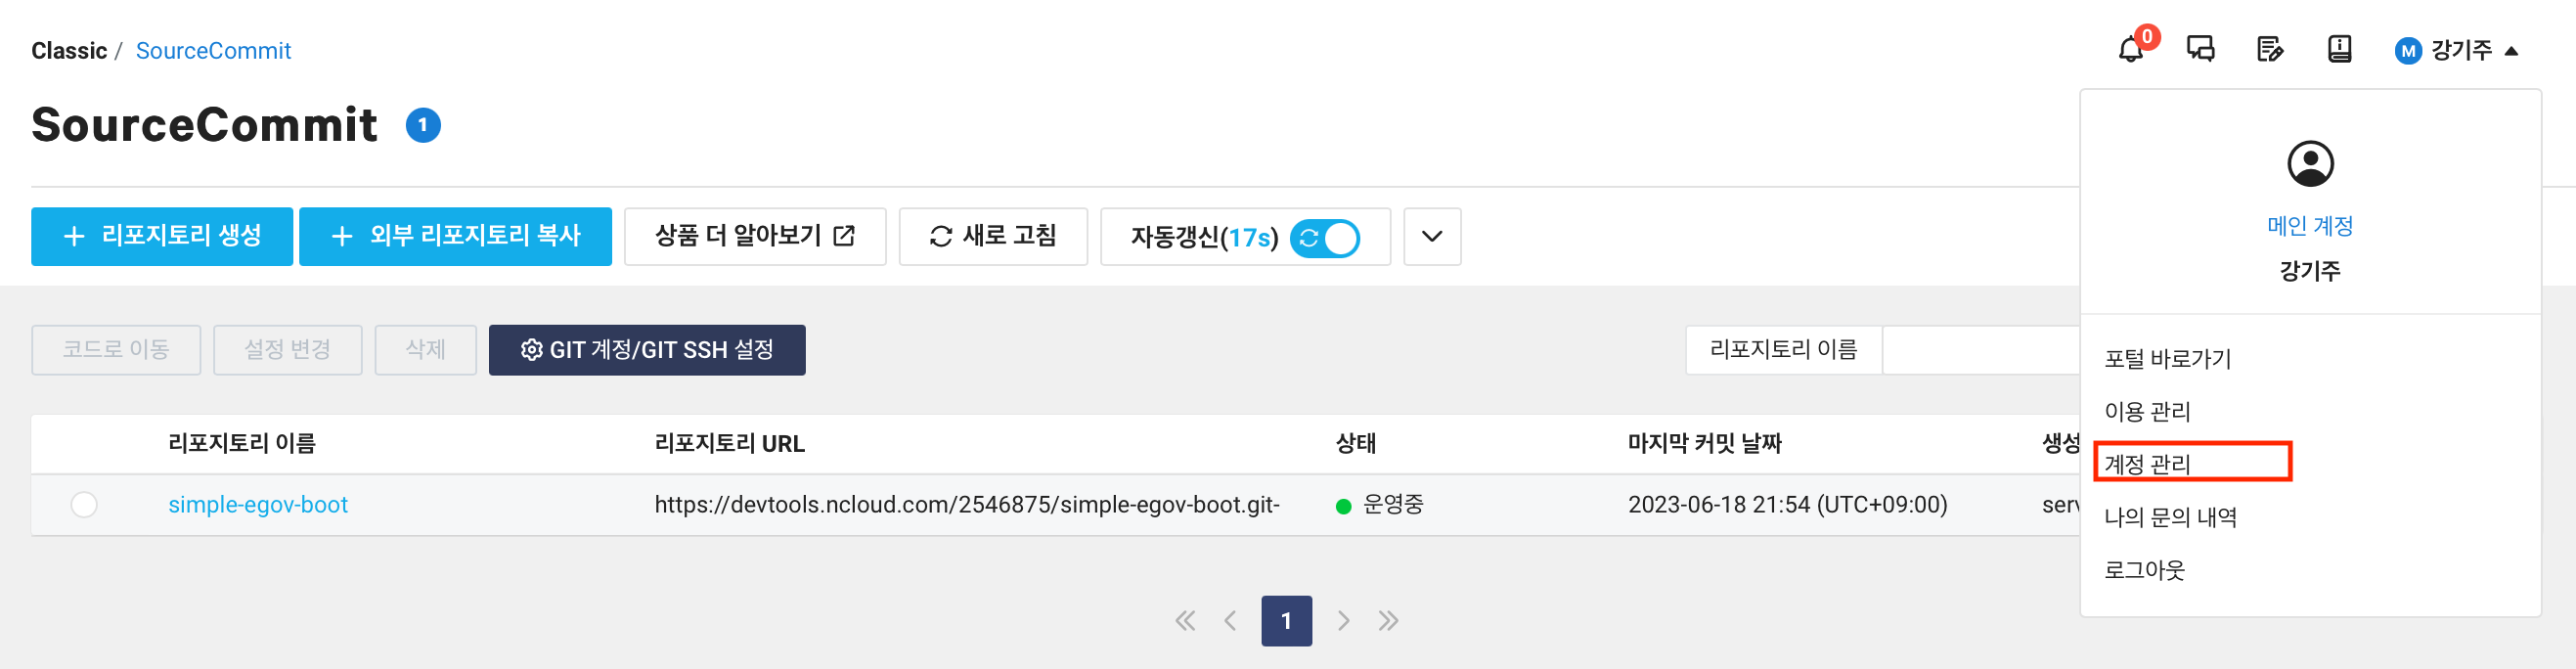 Classic / SourceCommit
0
M 강기주
SourceCommit 1
메인 계정
강기주
리포지토리 생성
외부 리포지토리 복사
상품 더 알아보기
새로 고침
자동갱신(17s)
코드로 이동
설정 변경
삭제
GIT 계정/GIT SSH 설정
리포지토리 이름
포털 바로가기
이용 관리
계정 관리
나의 문의 내역
로그아웃
리포지토리 이름 리포지토리 URL 상태 마지막 커밋 날짜 생성
simple-egov-boot https://devtools.ncloud.com/2546875/simple-egov-boot.git- 운영중 2023-06-18 21:54 (UTC+09:00) serv
1